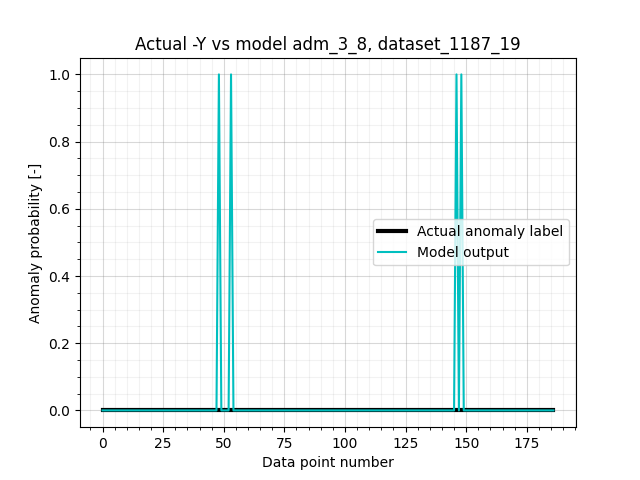 Actual -Y vs model adm_3_8, dataset_1187_19
Anomaly probability [-]
1.0
0.8
0.6
0.4
0.2
0.0
Actual anomaly label
Model output
0 25 50 75 100 125 150 175
Data point number